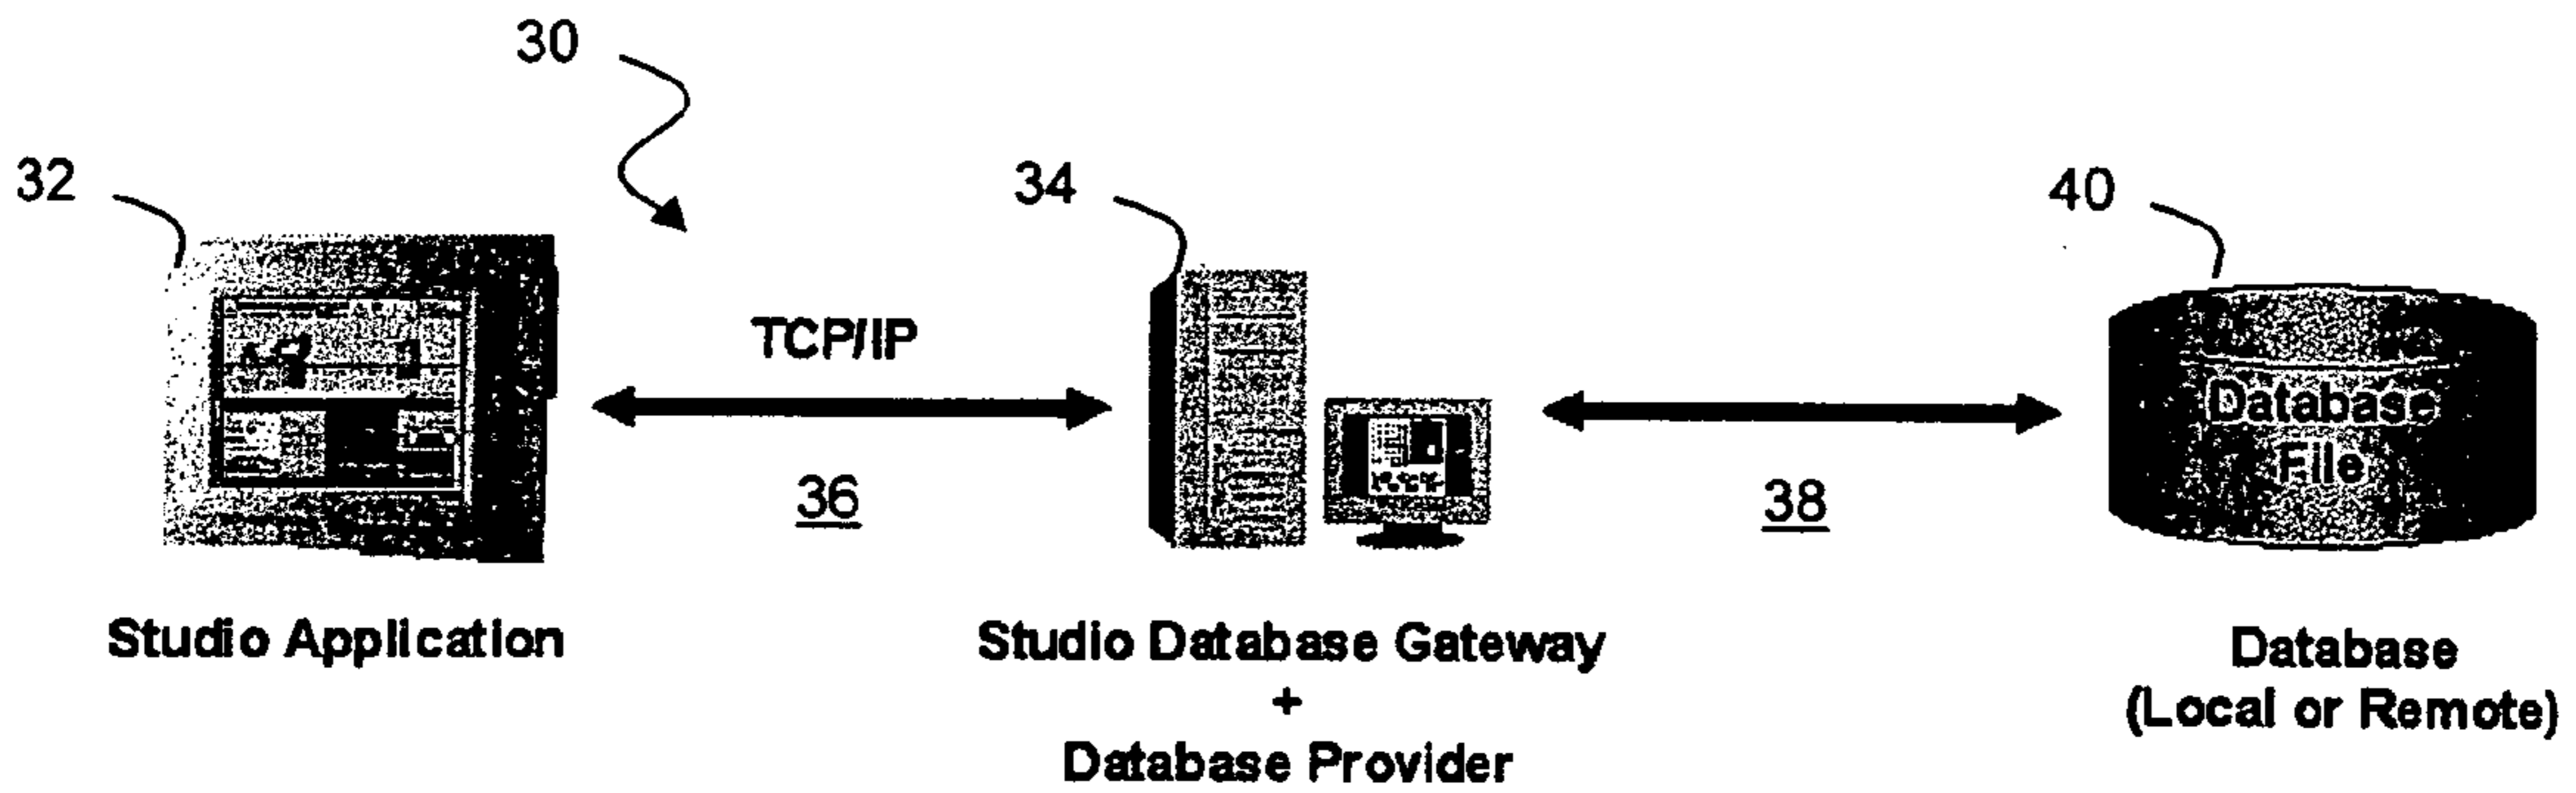 30
32
34
40
TCP/IP
36
38
Database
File
Studio Application
Studio Database Gateway
+
Database Provider
Database
(Local or Remote)